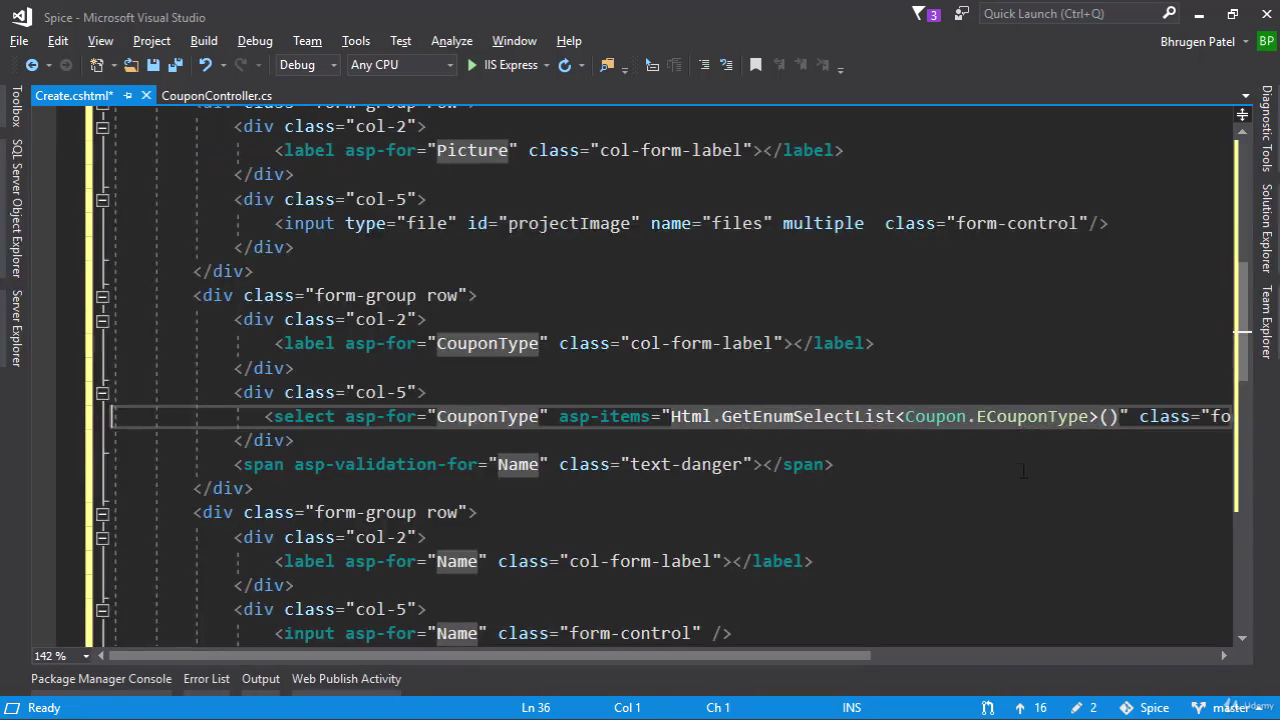 Spice - Microsoft Visual Studio
3
Quick Launch (Ctrl+Q)
File Edit View Project Build Debug Team Tools Test Analyze Window Help
Bhrugen Patel BP
Debug Any CPU IIS Express
Create.cshtml* CouponController.cs
Toolbox
SQL Server Object Explorer
Server Explorer
<div class="form-group row">
<div class="col-2">
<label asp-for="Picture" class="col-form-label"></label>
</div>
<div class="col-5">
<input type="file" id="projectImage" name="files" multiple  class="form-control"/>
</div>
</div>
<div class="form-group row">
<div class="col-2">
<label asp-for="CouponType" class="col-form-label"></label>
</div>
<div class="col-5">
<select asp-for="CouponType" asp-items="Html.GetEnumSelectList<Coupon.ECouponType>()" class="fo
</div>
<span asp-validation-for="Name" class="text-danger"></span>
</div>
<div class="form-group row">
<div class="col-2">
<label asp-for="Name" class="col-form-label"></label>
</div>
<div class="col-5">
<input asp-for="Name" class="form-control" />
Diagnostic Tools
Solution Explorer
Team Explorer
142 %
Package Manager Console Error List Output Web Publish Activity
Ready Ln 36 Col 1 Ch 1 INS 16 2 Spice master
Udemy